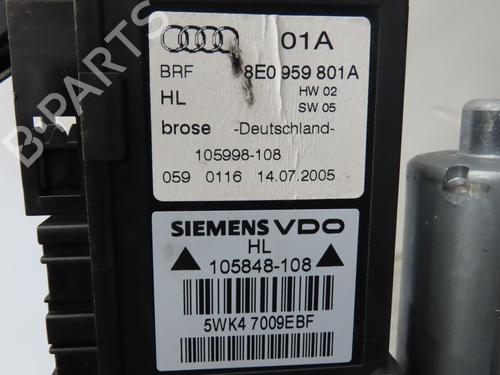 01A
BRF 8E0 959 801A
HL HW 02
SW 05
brose -Deutschland-
105998-108
059 0116 14.07.2005
SIEMENS VDO
HL
105848-108
5WK4 7009EBF
B-PARTS